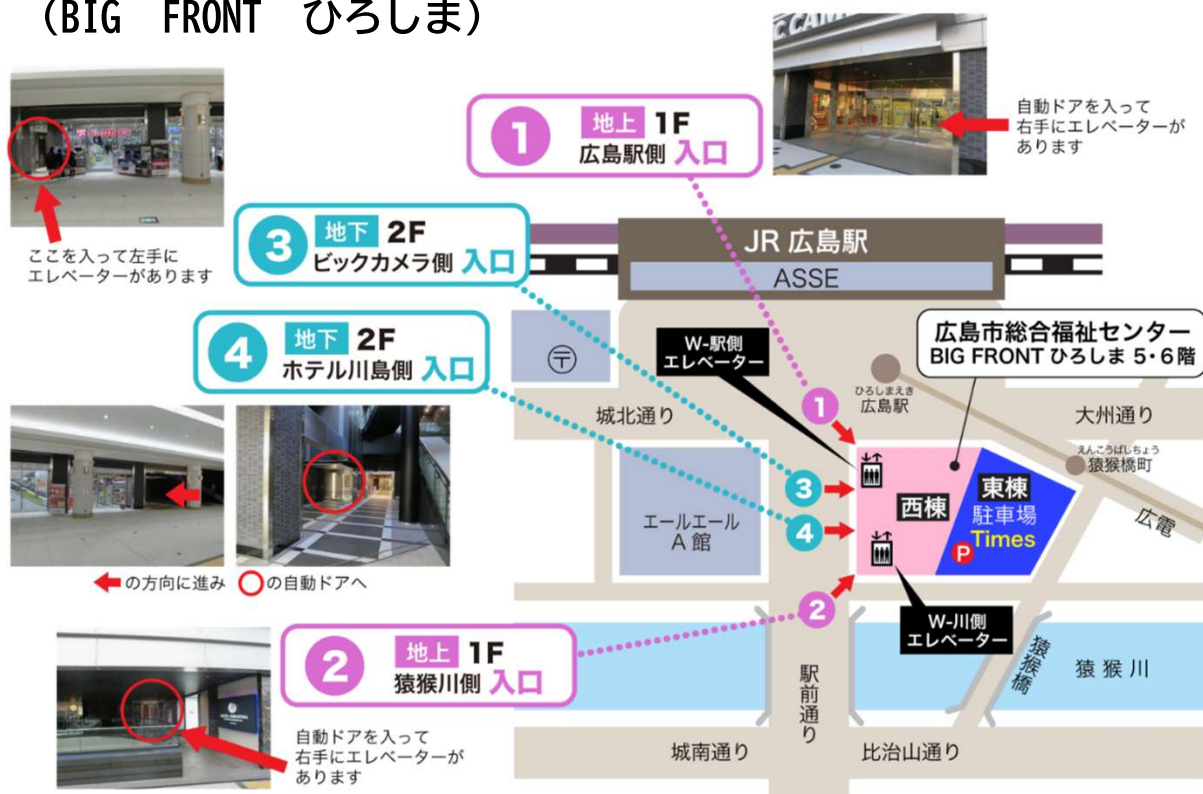 (BIG FRONT ひろしま)
C CAM
1 地上 1F
広島駅側 入口
自動ドアを入って
右手にエレベーターが
あります
ここを入って左手に
エレベーターがあります
3 地下 2F
ビックカメラ側 入口
JR 広島駅
ASSE
4 地下 2F
ホテル川島側 入口
〒
W-駅側
エレベーター
広島市総合福祉センター
BIG FRONT ひろしま 5・6階
ひろしまえき
広島駅
1
城北通り
大州通り
えんこうばしちょう
猿猴橋町
広電
3
4
エールエール
A 館
西棟
東棟
駐車場
Times
P
の方向に進み
の自動ドアへ
2
W-川側
エレベーター
2 地上 1F
猿猴川側 入口
駅前通り
猿猴橋
猿猴川
自動ドアを入って
右手にエレベーターが
あります
城南通り
比治山通り